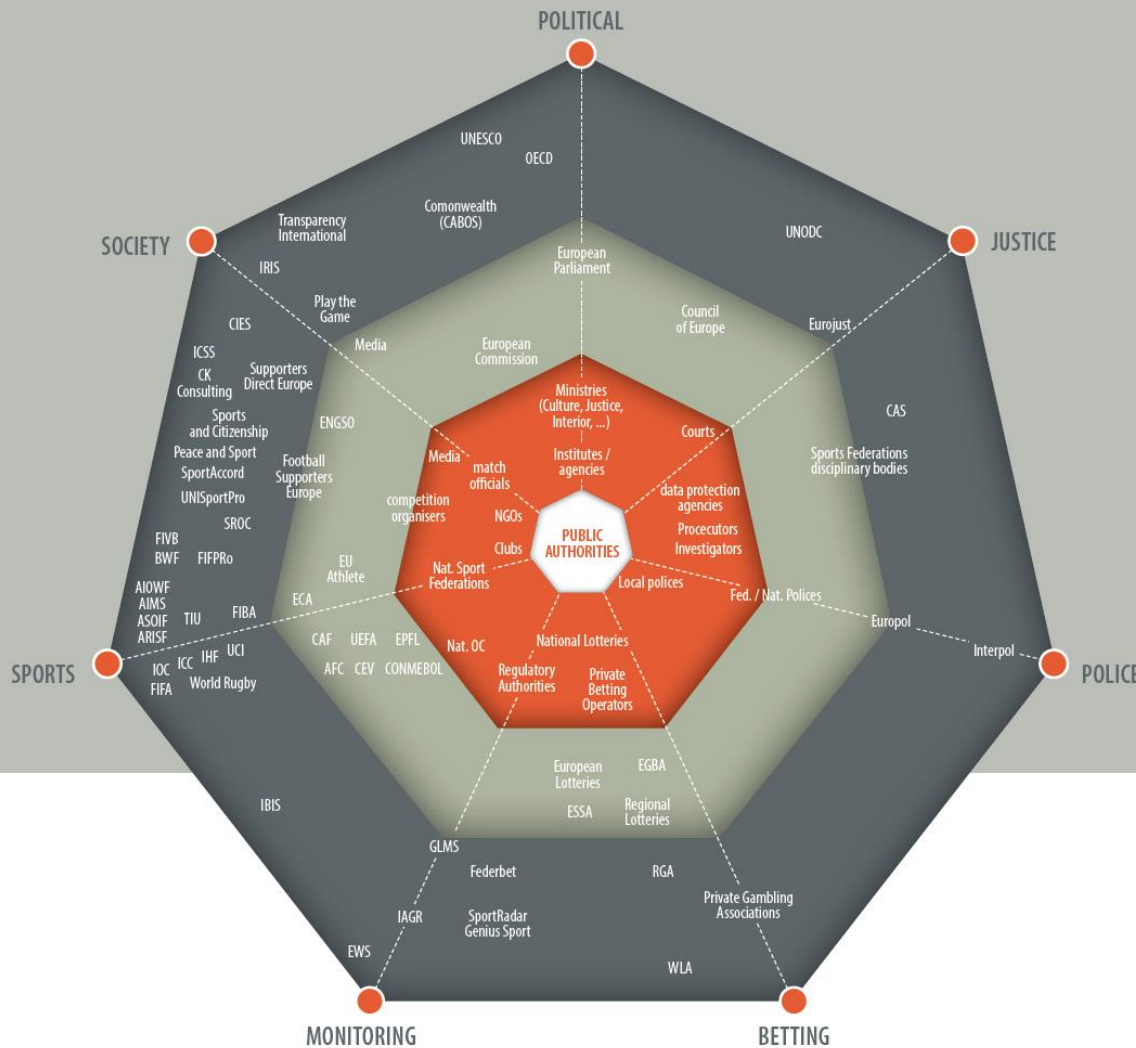 POLITICAL
UNESCO
OECD
Comonwealth
(CABOS)
Transparency
International
SOCIETY
UNODC
JUSTICE
IRIS
European
Parliament
Play the
Game
CIES
Council
of Europe
Eurojust
Media
European
Commission
ICSS
CK
Consulting
Supporters
Direct Europe
Ministries
(Culture, Justice,
Interior, ...)
CAS
Sports
and Citizenship
ENGSO
Courts
Peace and Sport
Media
match
officials
Institutes /
agencies
Sports Federations
disciplinary bodies
SportAccord
Football
Supporters
Europe
UNISportPro
competition
organisers
NGOs
data protection
agencies
SROC
Procecutors
PUBLIC
AUTHORITIES
Investigators
FIVB
BWF
FIFPRo
Clubs
EU
Athlete
Nat. Sport
Federations
Local polices
AIOWF
AIMS
ASOIF
ARISF
TIU
FIBA
ECA
Fed. / Nat. Polices
Europol
CAF
UEFA
EPFL
Nat. OC
National Lotteries
Interpol
SPORTS
IOC
ICC
IHF
UCI
FIFA
World Rugby
AFC
CEV
CONMEBOL
Regulatory
Authorities
Private
Betting
Operators
POLICE
European
Lotteries
EGBA
IBIS
ESSA
Regional
Lotteries
GLMS
Federbet
RGA
Private Gambling
Associations
IAGR
SportRadar
Genius Sport
EWS
WLA
MONITORING
BETTING